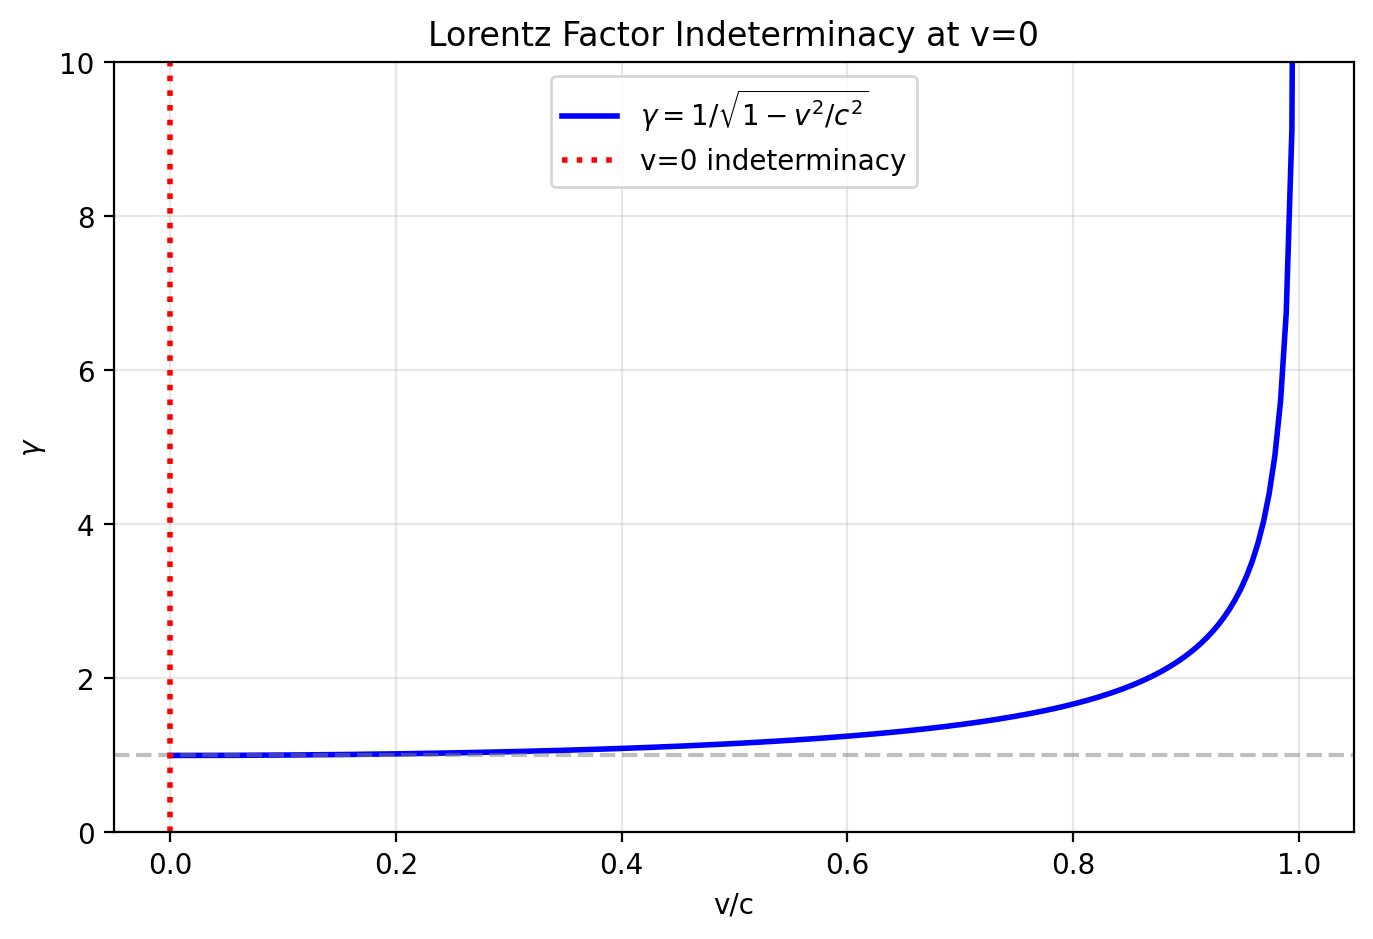 Lorentz Factor Indeterminacy at v=0
γ = 1/√1 − v²/c²
v=0 indeterminacy
10
8
6
4
2
0
γ
0.0 0.2 0.4 0.6 0.8 1.0
v/c